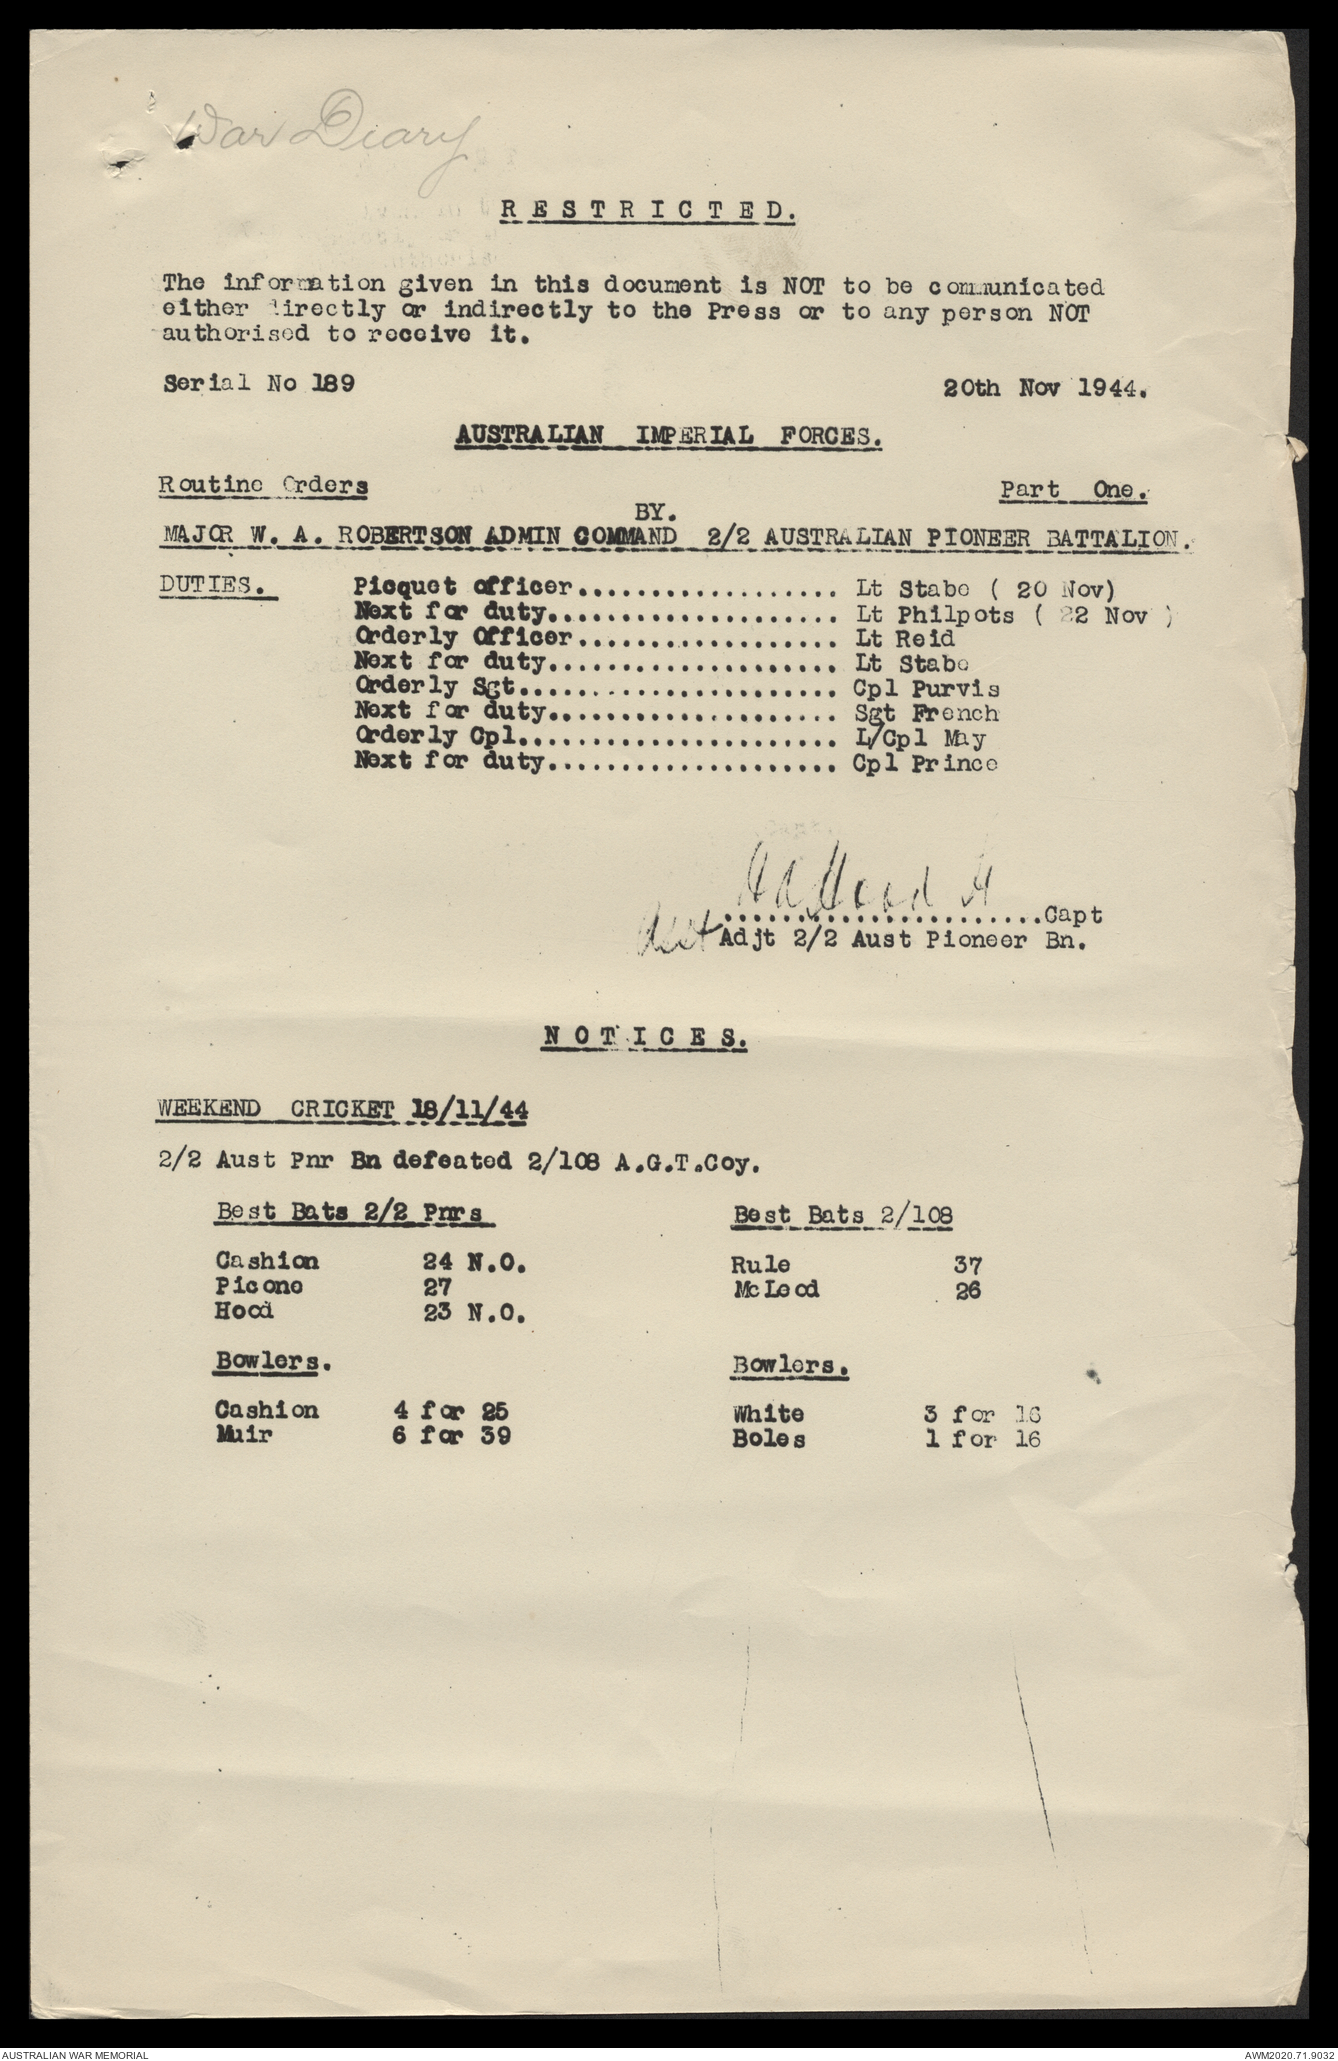 War Diary
RESTRICTED.
The information given in this document is NOT to be communicated
either directly or indirectly to the Press or to any person NOT
authorised to receive it.
Serial No 189 20th Nov 1944.
AUSTRALIAN IMPERIAL FORCES.
Routine Orders Part One.
BY.
MAJOR W. A. ROBERTSON ADMIN COMMAND 2/2 AUSTRALIAN PIONEER BATTALION.
DUTIES. Picquet officer.................. Lt Stabe ( 20 Nov)
Next for duty.................... Lt Philpots ( 22 Nov )
Orderly Officer.................. Lt Reid
Next for duty.................... Lt Stabe
Orderly Sgt...................... Cpl Purvis
Next for duty.................... Sgt French
Orderly Cpl...................... L/Cpl May
Next for duty.................... Cpl Prince
......................Capt
Asst Adjt 2/2 Aust Pioneer Bn.
NOTICES.
WEEKEND CRICKET 18/11/44
2/2 Aust Pnr Bn defeated 2/108 A.G.T.Coy.
Best Bats 2/2 Pnrs Best Bats 2/108
Cashion 24 N.O. Rule 37
Picone 27 McLeod 26
Hood 23 N.O.
Bowlers. Bowlers.
Cashion 4 for 25 White 3 for 16
Muir 6 for 39 Boles 1 for 16
AUSTRALIAN WAR MEMORIAL AWM2020.71.9032